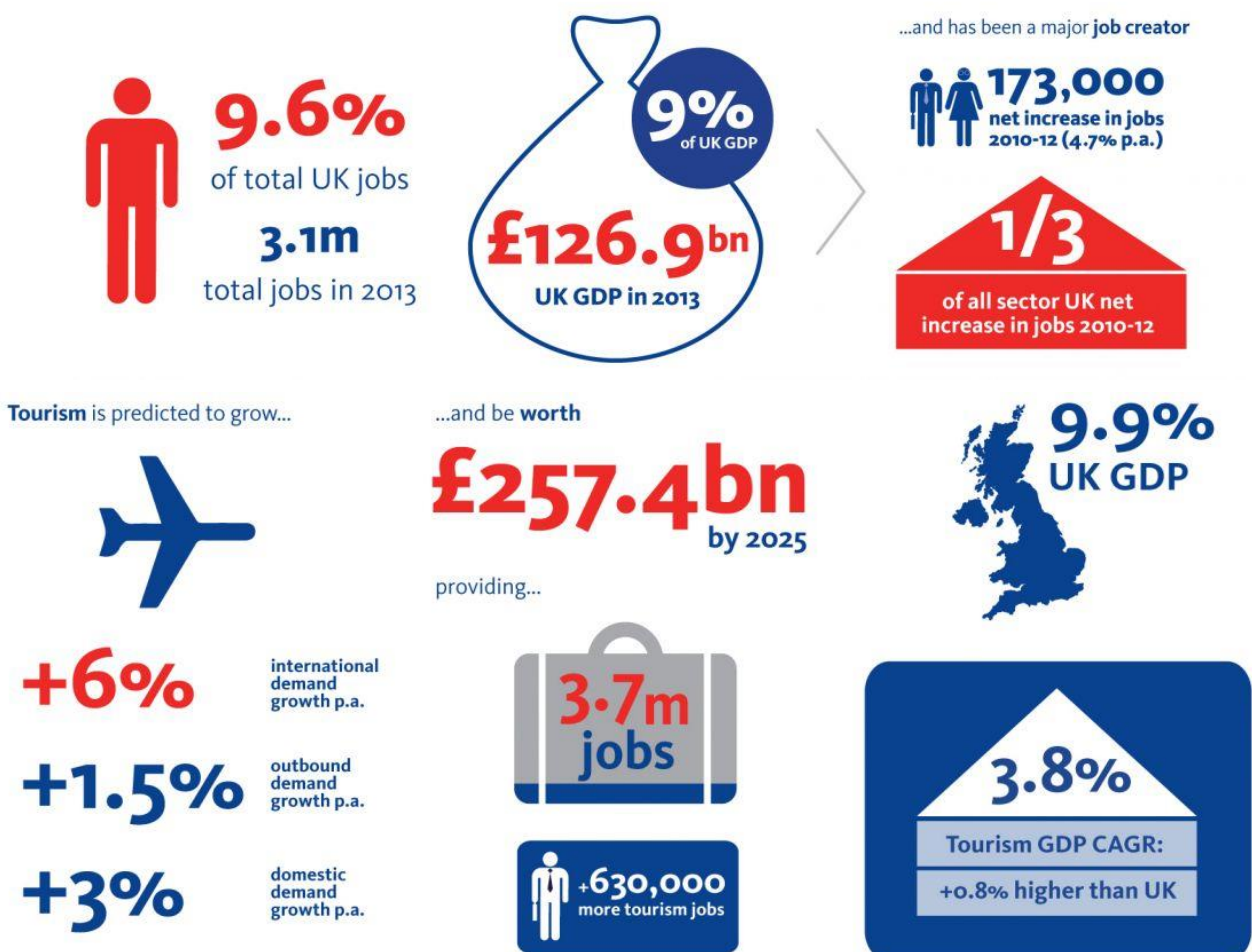 9.6%
of total UK jobs
3.1m
total jobs in 2013
9%
of UK GDP
£126.9bn
UK GDP in 2013
...and has been a major job creator
173,000
net increase in jobs
2010-12 (4.7% p.a.)
1/3
of all sector UK net
increase in jobs 2010-12
Tourism is predicted to grow...
+6%
international
demand
growth p.a.
+1.5%
outbound
demand
growth p.a.
+3%
domestic
demand
growth p.a.
...and be worth
£257.4bn
by 2025
providing...
3.7m
jobs
+630,000
more tourism jobs
9.9%
UK GDP
3.8%
Tourism GDP CAGR:
+0.8% higher than UK